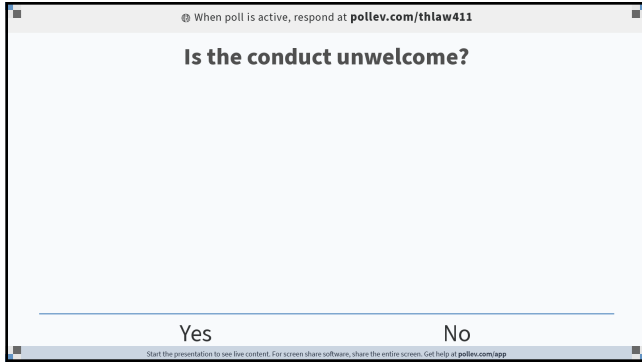 When poll is active, respond at pollev.com/thlaw411
Is the conduct unwelcome?
Yes No
Start the presentation to see live content. For screen share software, share the entire screen. Get help at pollev.com/app